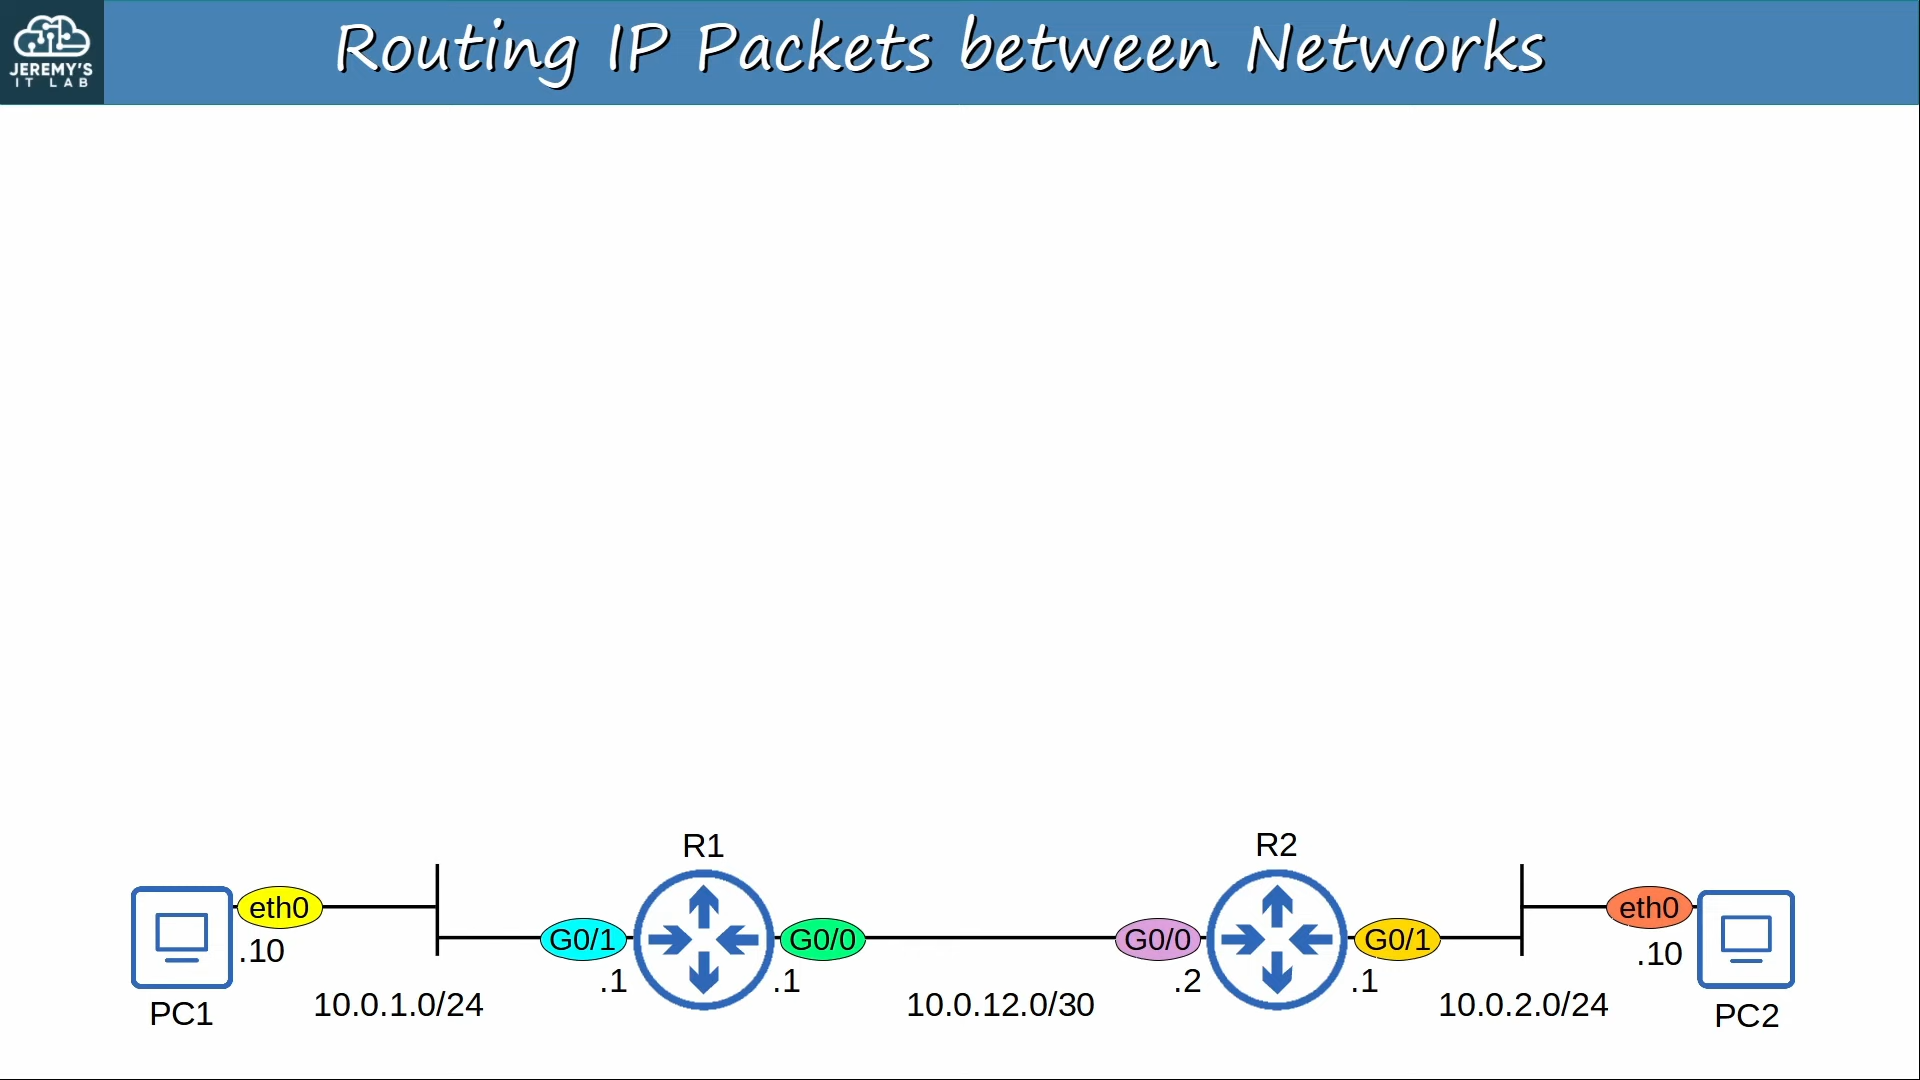 JEREMY'S
IT LAB
Routing IP Packets between Networks
R1
R2
eth0
G0/1
G0/0
G0/0
G0/1
eth0
.10
.1
.1
.2
.1
.10
PC1
10.0.1.0/24
10.0.12.0/30
10.0.2.0/24
PC2